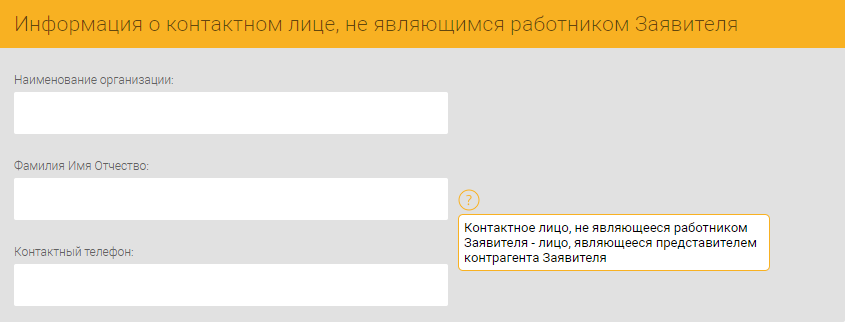 Информация о контактном лице, не являющимся работником Заявителя
Наименование организации:
Фамилия Имя Отчество:
?
Контактное лицо, не являющееся работником
Заявителя - лицо, являющееся представителем
контрагента Заявителя
Контактный телефон: